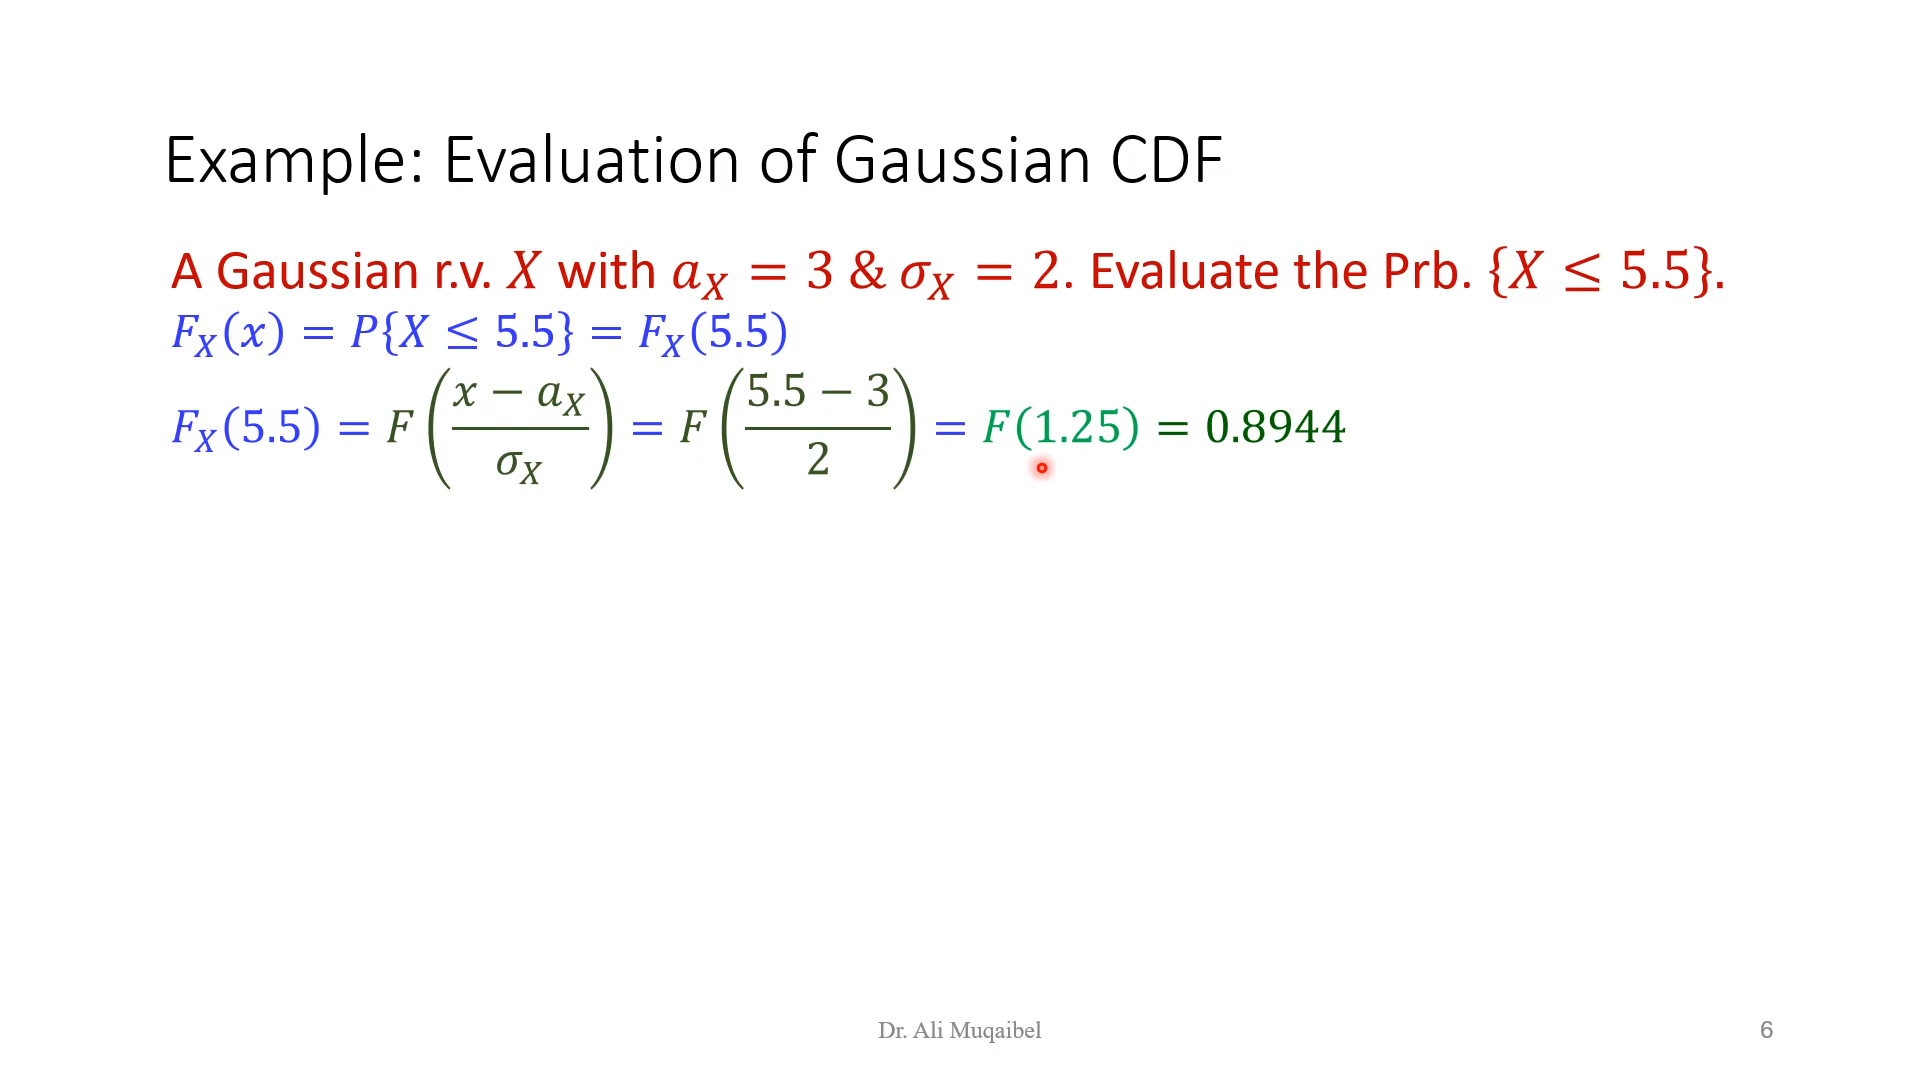 Example: Evaluation of Gaussian CDF
A Gaussian r.v. X with a_X = 3 & σ_X = 2. Evaluate the Prb. {X ≤ 5.5}.
F_X(x) = P{X ≤ 5.5} = F_X(5.5)
F_X(5.5) = F((x − a_X)/σ_X) = F((5.5 − 3)/2) = F(1.25) = 0.8944
Dr. Ali Muqaibel
6